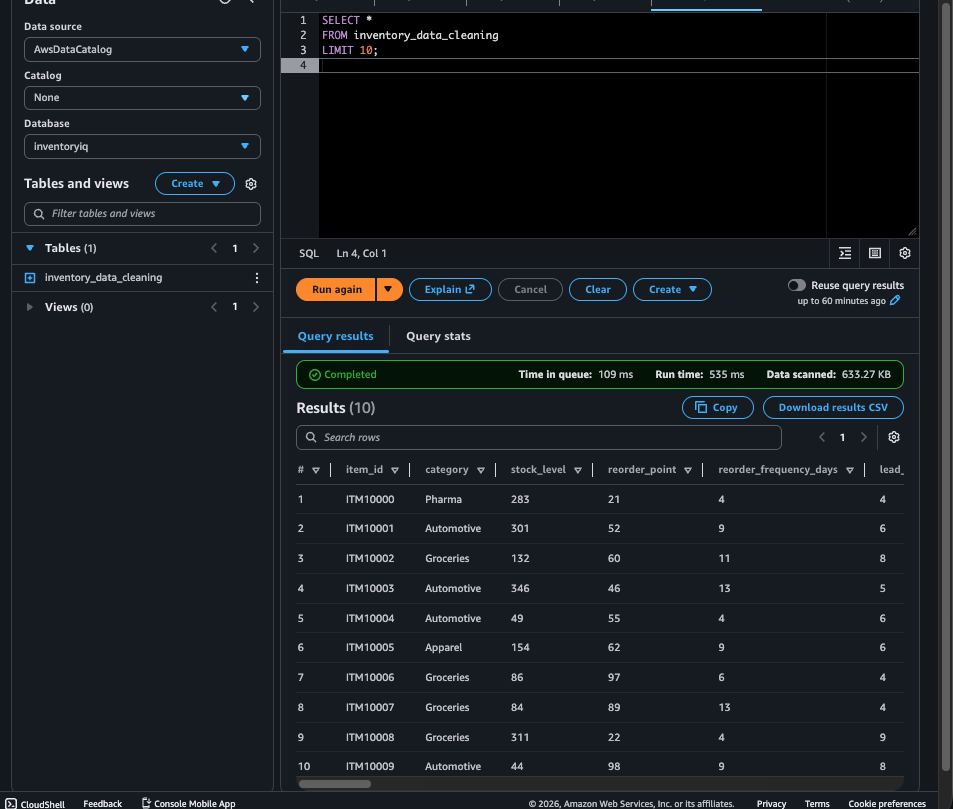 Data
Data source
AwsDataCatalog
Catalog
None
Database
inventoryiq
Tables and views
Create
Filter tables and views
Tables (1)
1
inventory_data_cleaning
Views (0)
1
1 SELECT *
2 FROM inventory_data_cleaning
3 LIMIT 10;
4
SQL Ln 4, Col 1
Run again
Explain
Cancel
Clear
Create
Reuse query results
up to 60 minutes ago
Query results
Query stats
Completed
Time in queue: 109 ms
Run time: 535 ms
Data scanned: 633.27 KB
Results (10)
Copy
Download results CSV
Search rows
1
# item_id category stock_level reorder_point reorder_frequency_days lead_
1 ITM10000 Pharma 283 21 4 4
2 ITM10001 Automotive 301 52 9 6
3 ITM10002 Groceries 132 60 11 8
4 ITM10003 Automotive 346 46 13 5
5 ITM10004 Automotive 49 55 4 6
6 ITM10005 Apparel 154 62 9 6
7 ITM10006 Groceries 86 97 6 4
8 ITM10007 Groceries 84 89 13 4
9 ITM10008 Groceries 311 22 4 9
10 ITM10009 Automotive 44 98 9 8
CloudShell Feedback Console Mobile App © 2026, Amazon Web Services, Inc. or its affiliates. Privacy Terms Cookie preferences